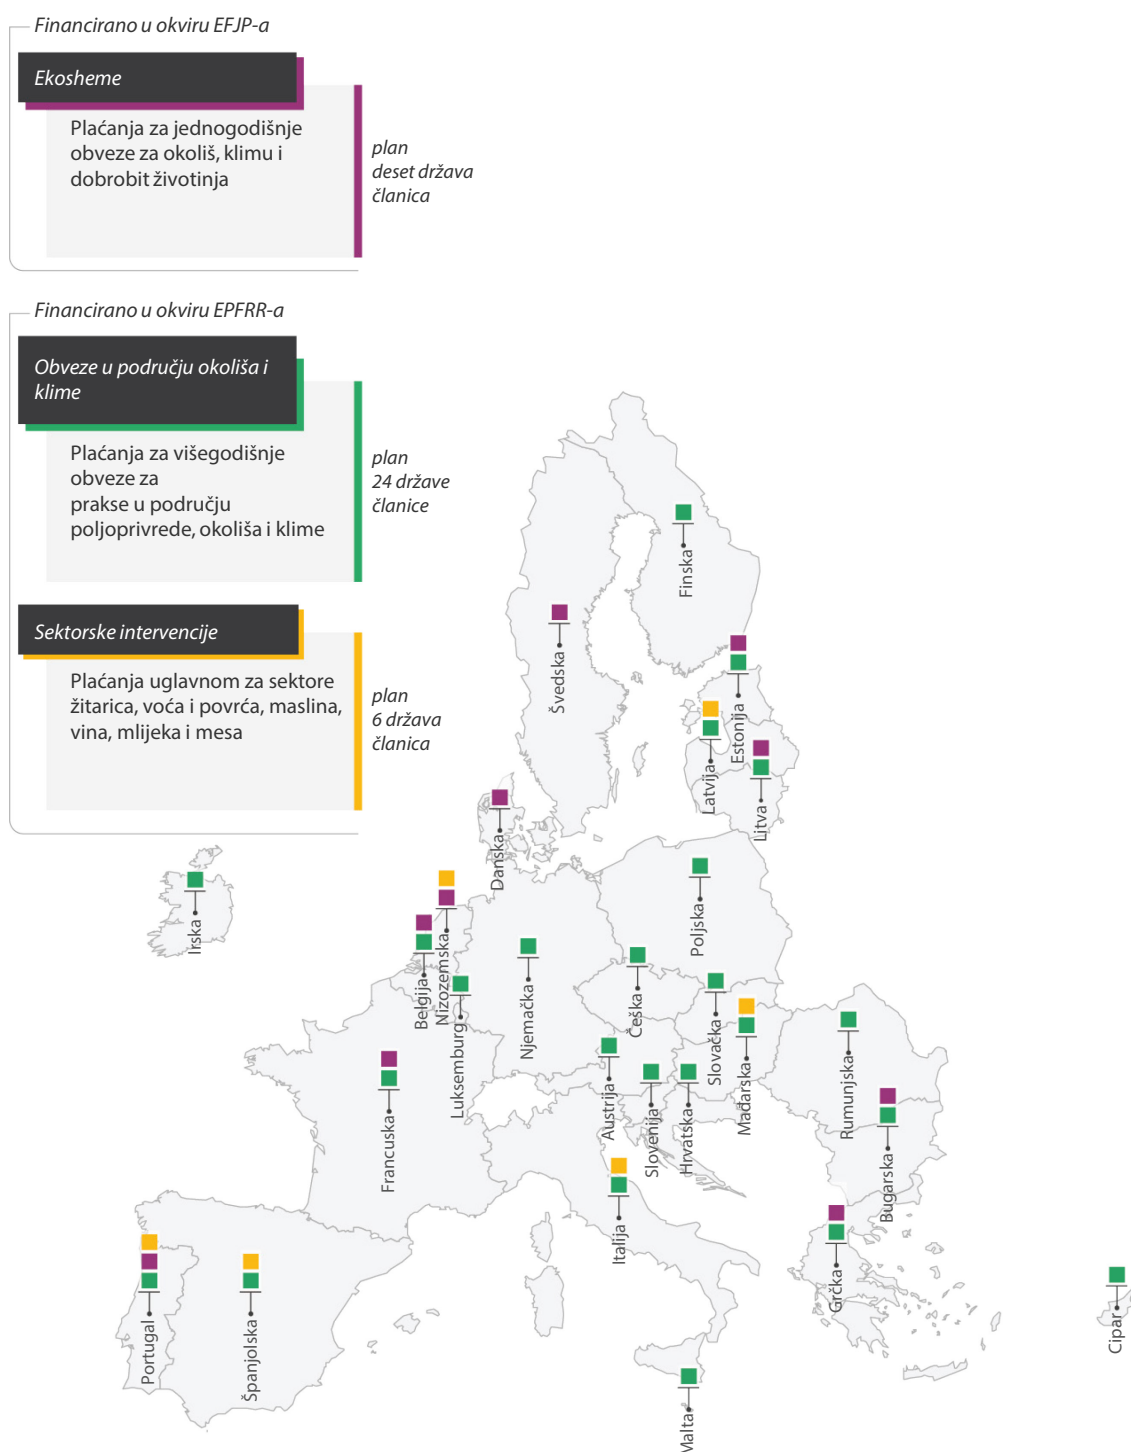 Financirano u okviru EFJP-a
Ekosheme
Plaćanja za jednogodišnje
obveze za okoliš, klimu i
dobrobit životinja
plan
deset država
članica
Financirano u okviru EPFRR-a
Obveze u području okoliša i
klime
Plaćanja za višegodišnje
obveze za
prakse u području
poljoprivrede, okoliša i klime
plan
24 države
članice
Sektorske intervencije
Plaćanja uglavnom za sektore
žitarica, voća i povrća, maslina,
vina, mlijeka i mesa
plan
6 država
članica
Finska
Švedska
Estonija
Latvija
Litva
Danska
Irska
Nizozemska
Belgija
Luksemburg
Njemačka
Poljska
Češka
Slovačka
Mađarska
Austrija
Slovenija
Hrvatska
Rumunjska
Bugarska
Francuska
Italija
Grčka
Portugal
Španjolska
Malta
Cipar